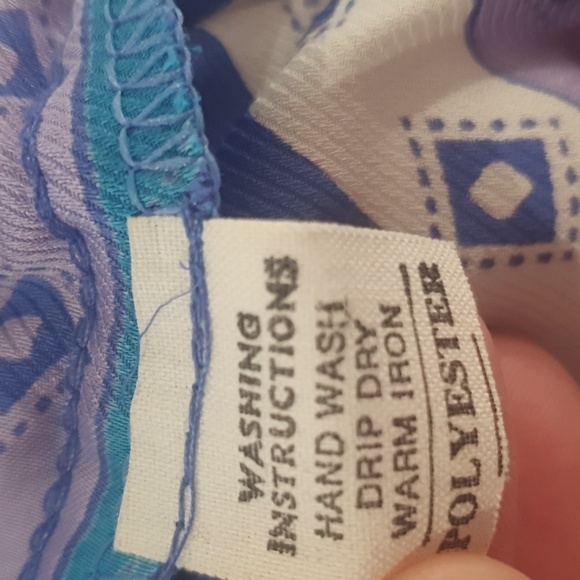 WASHING
INSTRUCTIONS
HAND WASH
DRIP DRY
WARM IRON
POLYESTER